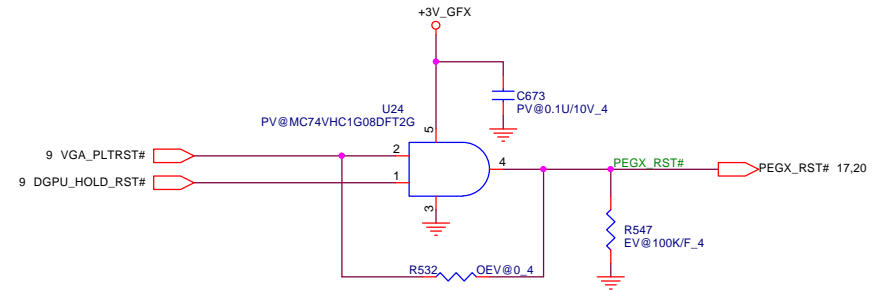 +3V_GFX
C673
PV@0.1U/10V_4
U24
PV@MC74VHC1G08DFT2G
5
9 VGA_PLTRST#
2
4
PEGX_RST#
PEGX_RST# 17,20
9 DGPU_HOLD_RST#
1
3
R547
EV@100K/F_4
R532
OEV@0_4